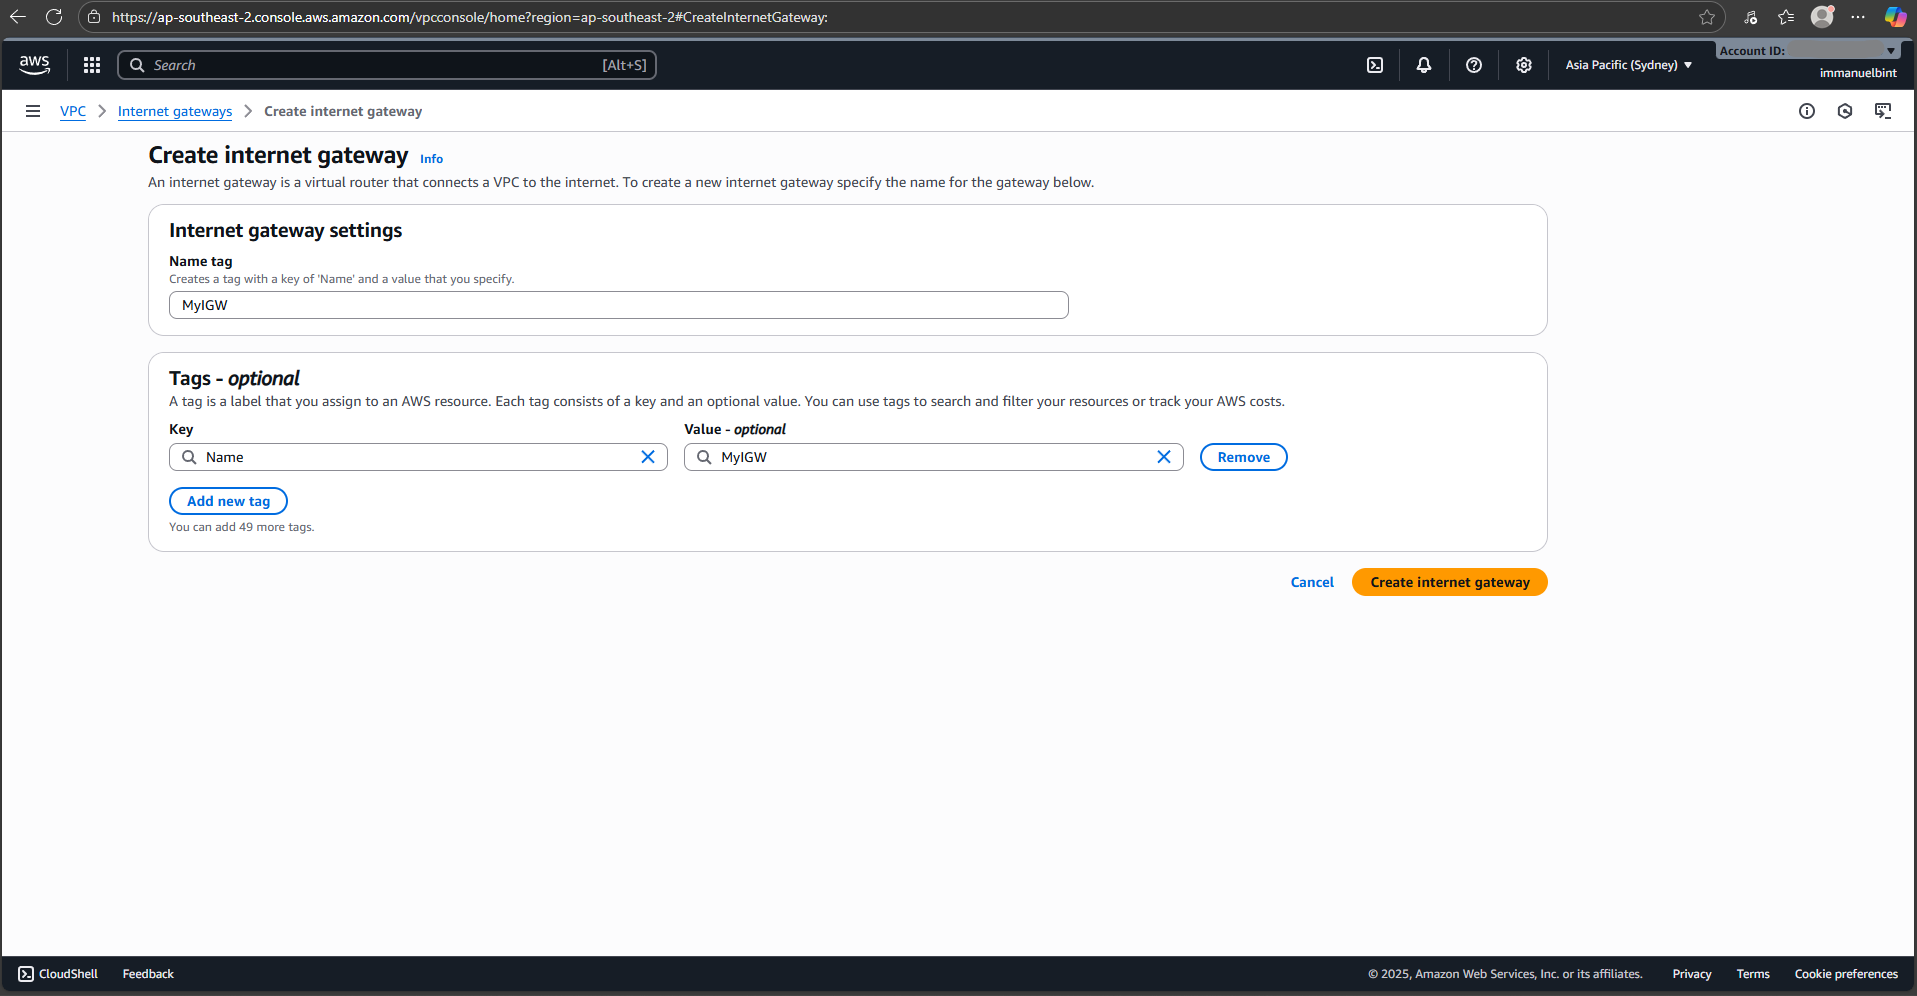 https://ap-southeast-2.console.aws.amazon.com/vpcconsole/home?region=ap-southeast-2#CreateInternetGateway:
aws Search [Alt+S] Asia Pacific (Sydney) Account ID:
immanuelbint
VPC Internet gateways Create internet gateway
Create internet gateway Info
An internet gateway is a virtual router that connects a VPC to the internet. To create a new internet gateway specify the name for the gateway below.
Internet gateway settings
Name tag
Creates a tag with a key of 'Name' and a value that you specify.
MyIGW
Tags - optional
A tag is a label that you assign to an AWS resource. Each tag consists of a key and an optional value. You can use tags to search and filter your resources or track your AWS costs.
Key Value - optional
Name MyIGW Remove
Add new tag
You can add 49 more tags.
Cancel Create internet gateway
CloudShell Feedback © 2025, Amazon Web Services, Inc. or its affiliates. Privacy Terms Cookie preferences